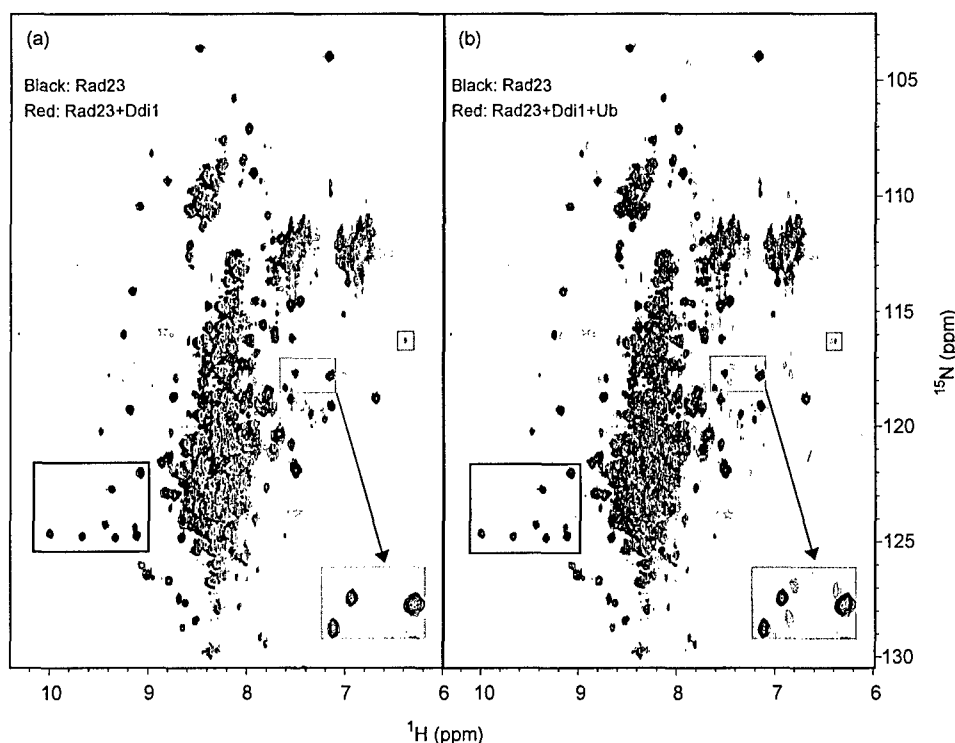 (a)
Black: Rad23
Red: Rad23+Ddi1
(b)
Black: Rad23
Red: Rad23+Ddi1+Ub
105
110
115
120
125
130
15N (ppm)
10 9 8 7 6
10 9 8 7 6
1H (ppm)